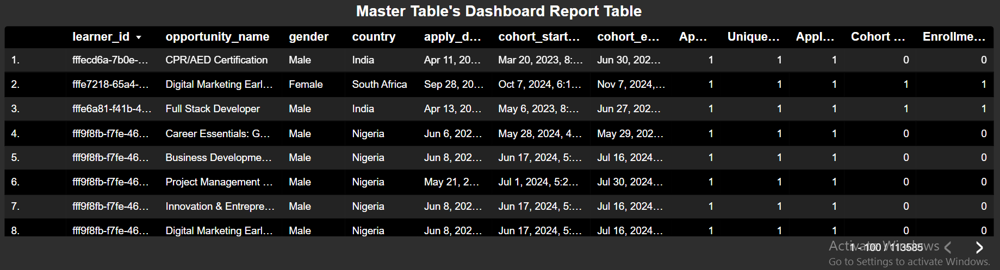 Master Table's Dashboard Report Table
learner_id opportunity_name gender country apply_d... cohort_start... cohort_e... Ap... Unique... Appl... Cohort ... Enrollme...
1. fffecd6a-7b0e-... CPR/AED Certification Male India Apr 11, 20... Mar 20, 2023, 8:... Jun 30, 202... 1 1 1 0 0
2. fffe7218-65a4-... Digital Marketing Earl... Female South Africa Sep 28, 20... Oct 7, 2024, 6:1... Nov 7, 2024,... 1 1 1 1 1
3. fffe6a81-f41b-4... Full Stack Developer Male India Apr 13, 20... May 6, 2023, 8:... Jun 27, 202... 1 1 1 1 1
4. fff9f8fb-f7fe-46... Career Essentials: G... Male Nigeria Jun 6, 202... May 28, 2024, 4... May 29, 202... 1 1 1 0 0
5. fff9f8fb-f7fe-46... Business Developme... Male Nigeria Jun 8, 202... Jun 17, 2024, 5:... Jul 16, 2024... 1 1 1 0 0
6. fff9f8fb-f7fe-46... Project Management ... Male Nigeria May 21, 2... Jul 1, 2024, 5:2... Jul 30, 2024... 1 1 1 0 0
7. fff9f8fb-f7fe-46... Innovation & Entrepre... Male Nigeria Jun 8, 202... Jun 17, 2024, 5:... Jul 16, 2024... 1 1 1 0 0
8. fff9f8fb-f7fe-46... Digital Marketing Earl... Male Nigeria Jun 8, 202... Jun 17, 2024, 5:... Jul 16, 2024... 1 1 1 0 0
1 - 100 / 113585
Activate Windows
Go to Settings to activate Windows.